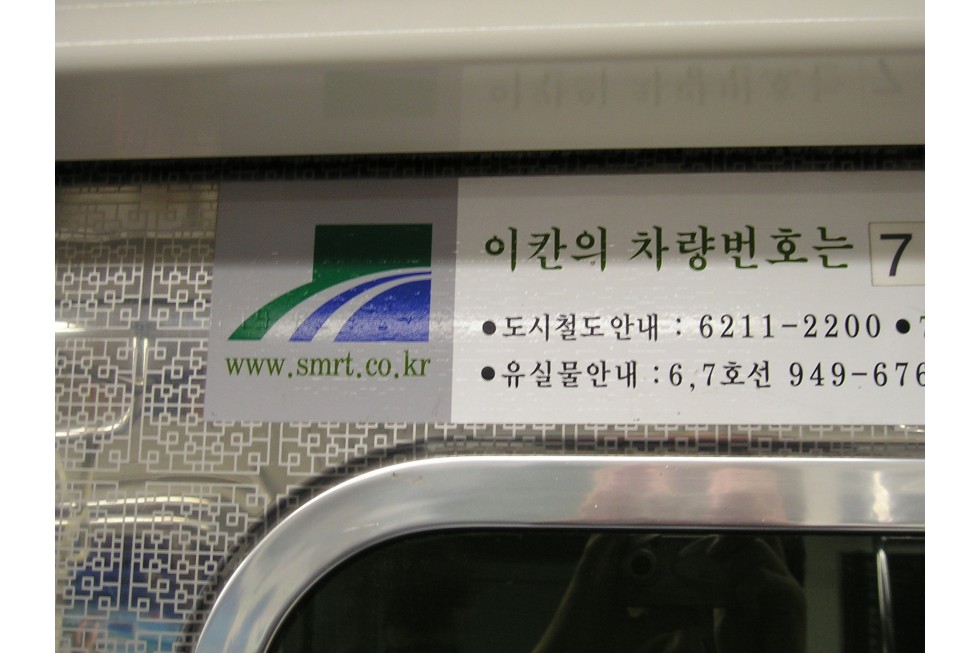 이칸의 차량번호는 7
●도시철도안내 : 6211-2200 ●
www.smrt.co.kr
●유실물안내 : 6,7호선 949-676